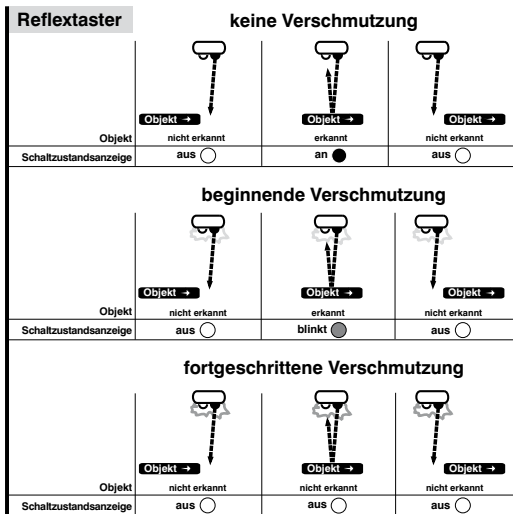 Reflextaster
keine Verschmutzung
Objekt → Objekt → Objekt →
Objekt nicht erkannt erkannt nicht erkannt
Schaltzustandsanzeige aus an aus
beginnende Verschmutzung
Objekt → Objekt → Objekt →
Objekt nicht erkannt erkannt nicht erkannt
Schaltzustandsanzeige aus blinkt aus
fortgeschrittene Verschmutzung
Objekt → Objekt → Objekt →
Objekt nicht erkannt nicht erkannt nicht erkannt
Schaltzustandsanzeige aus aus aus